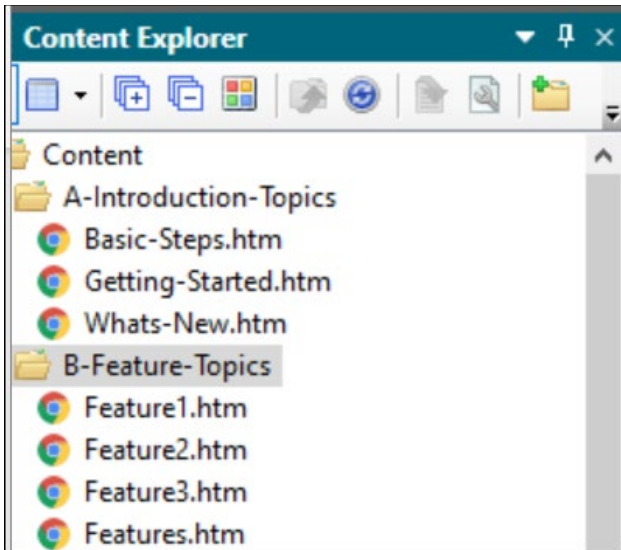 Content Explorer
Content
A-Introduction-Topics
Basic-Steps.htm
Getting-Started.htm
Whats-New.htm
B-Feature-Topics
Feature1.htm
Feature2.htm
Feature3.htm
Features.htm